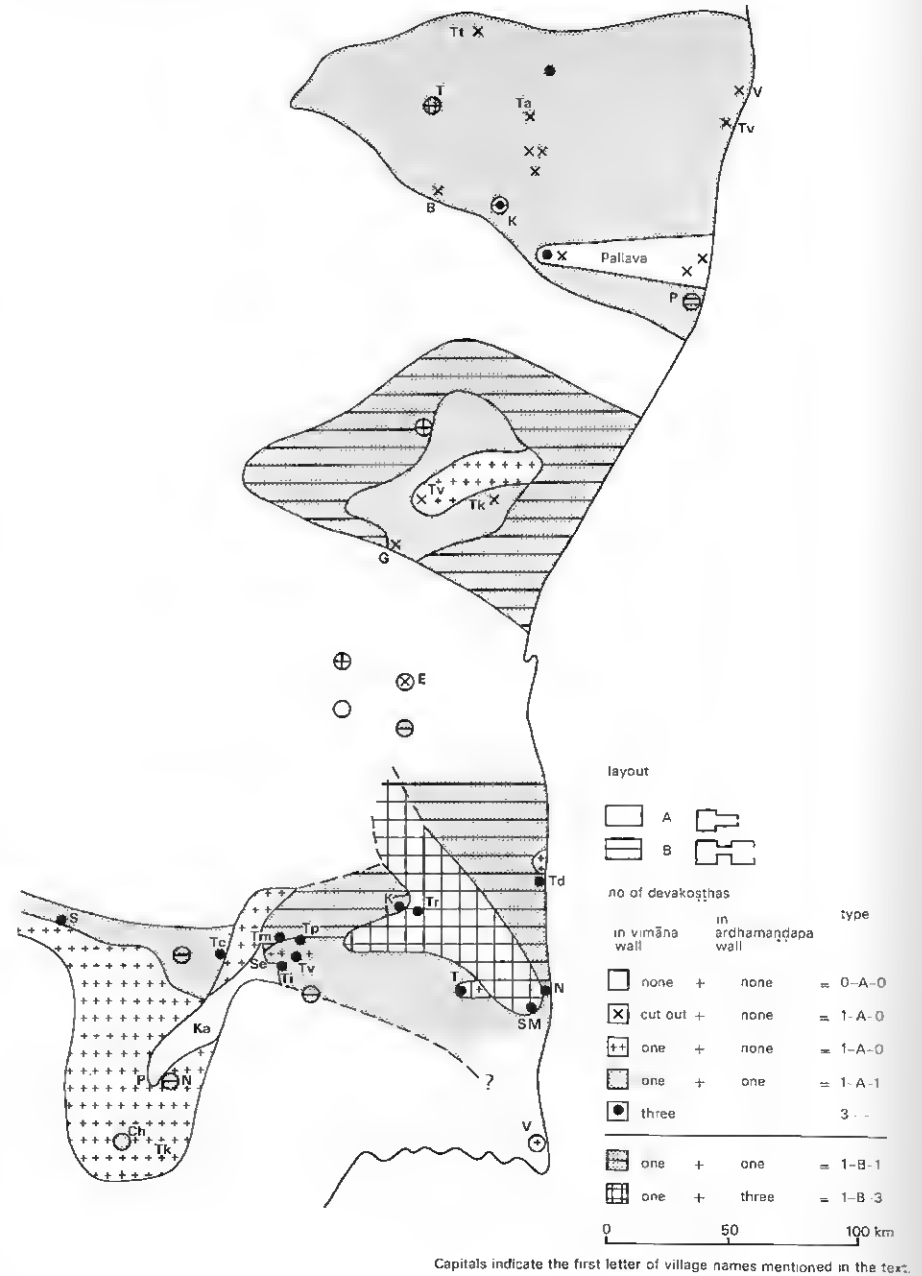 Tt
T
Ta
V
Tv
B
K
Pallava
P
Tv
Tk
G
E
layout
A
B
no of devakoṣṭhas
in vimāna wall
in ardhamaṇḍapa wall
type
none + none = 0-A-0
cut out + none = 1-A-0
one + none = 1-A-0
one + one = 1-A-1
three 3 - -
one + one = 1-B-1
one + three = 1-B-3
0 50 100 km
Td
K
Tr
S
Tc
Tm
Tp
Se
Tv
Ti
T
N
SM
Ka
P
N
?
Ch
Tk
V
Capitals indicate the first letter of village names mentioned in the text.